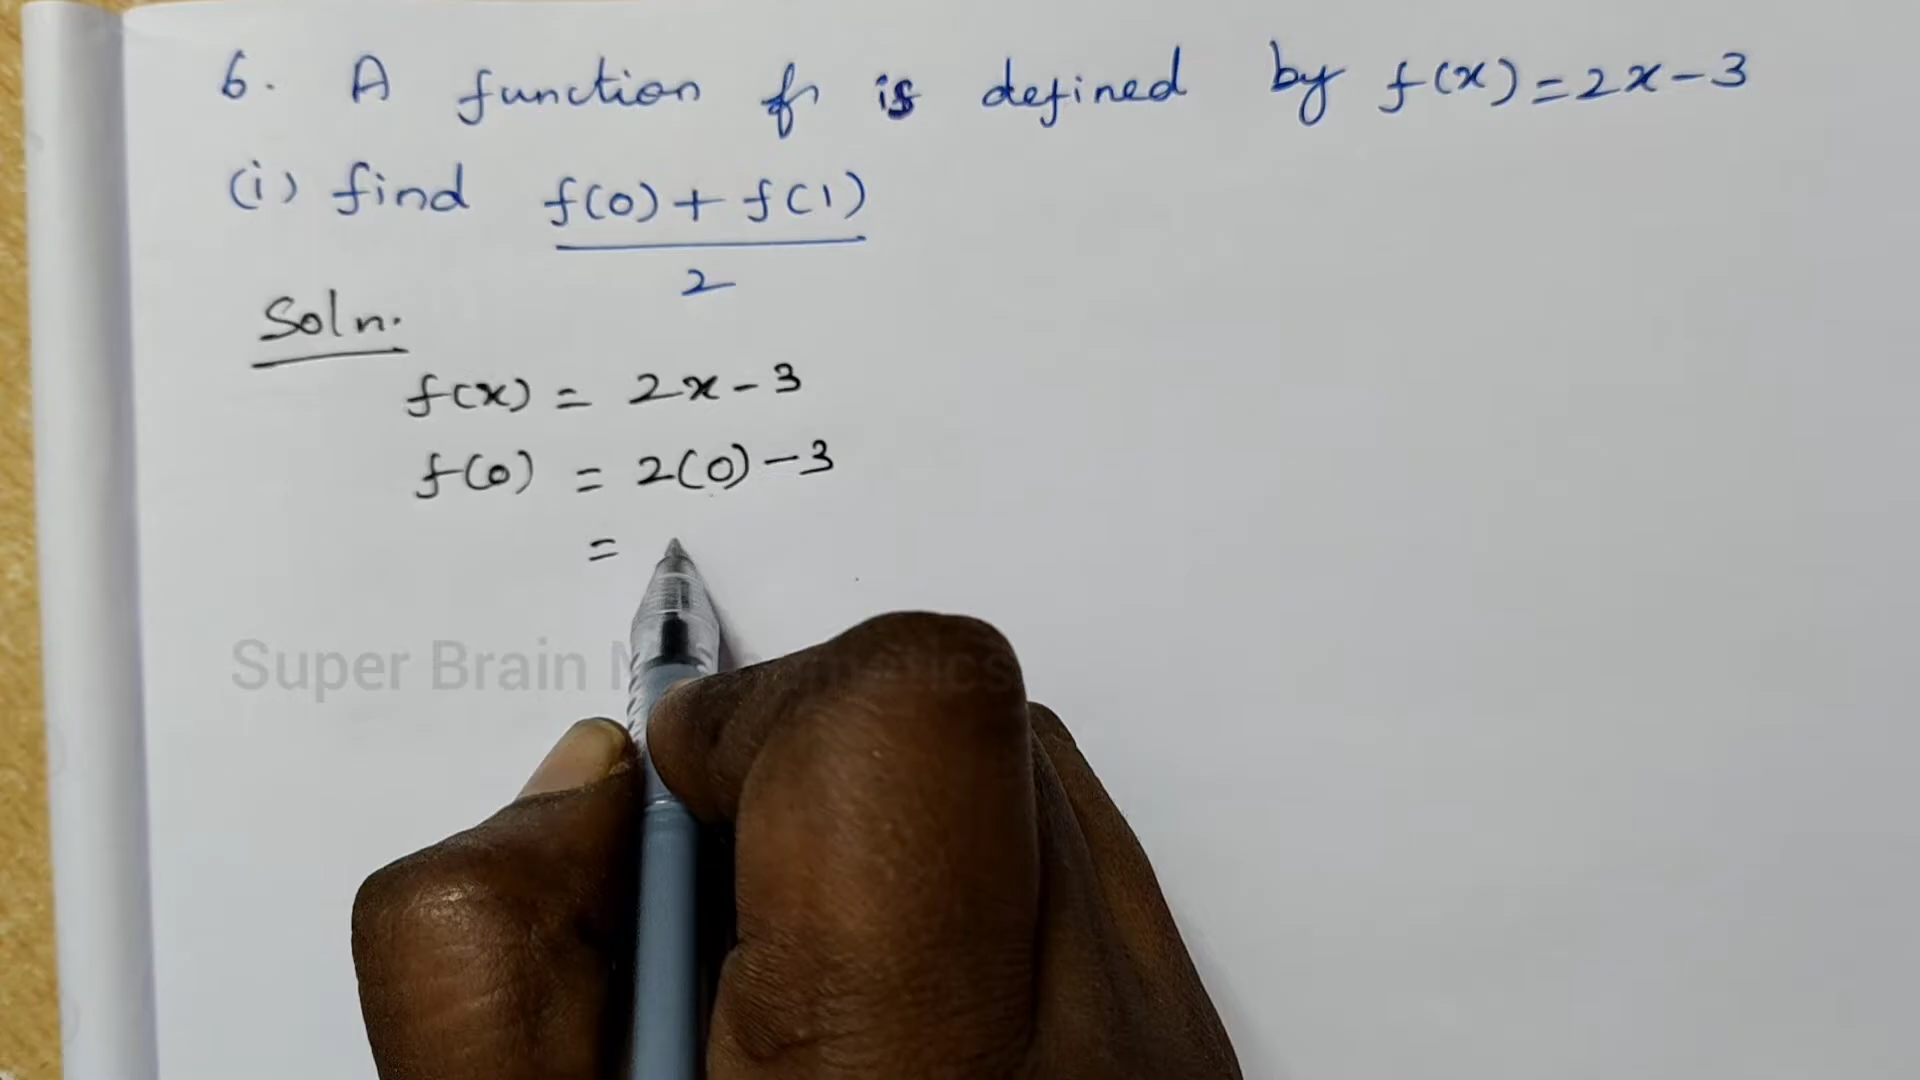 6. A function f is defined by f(x)=2x-3
(i) find f(0)+f(1)
2
Soln.
f(x) = 2x-3
f(0) = 2(0)-3
=
Super Brain